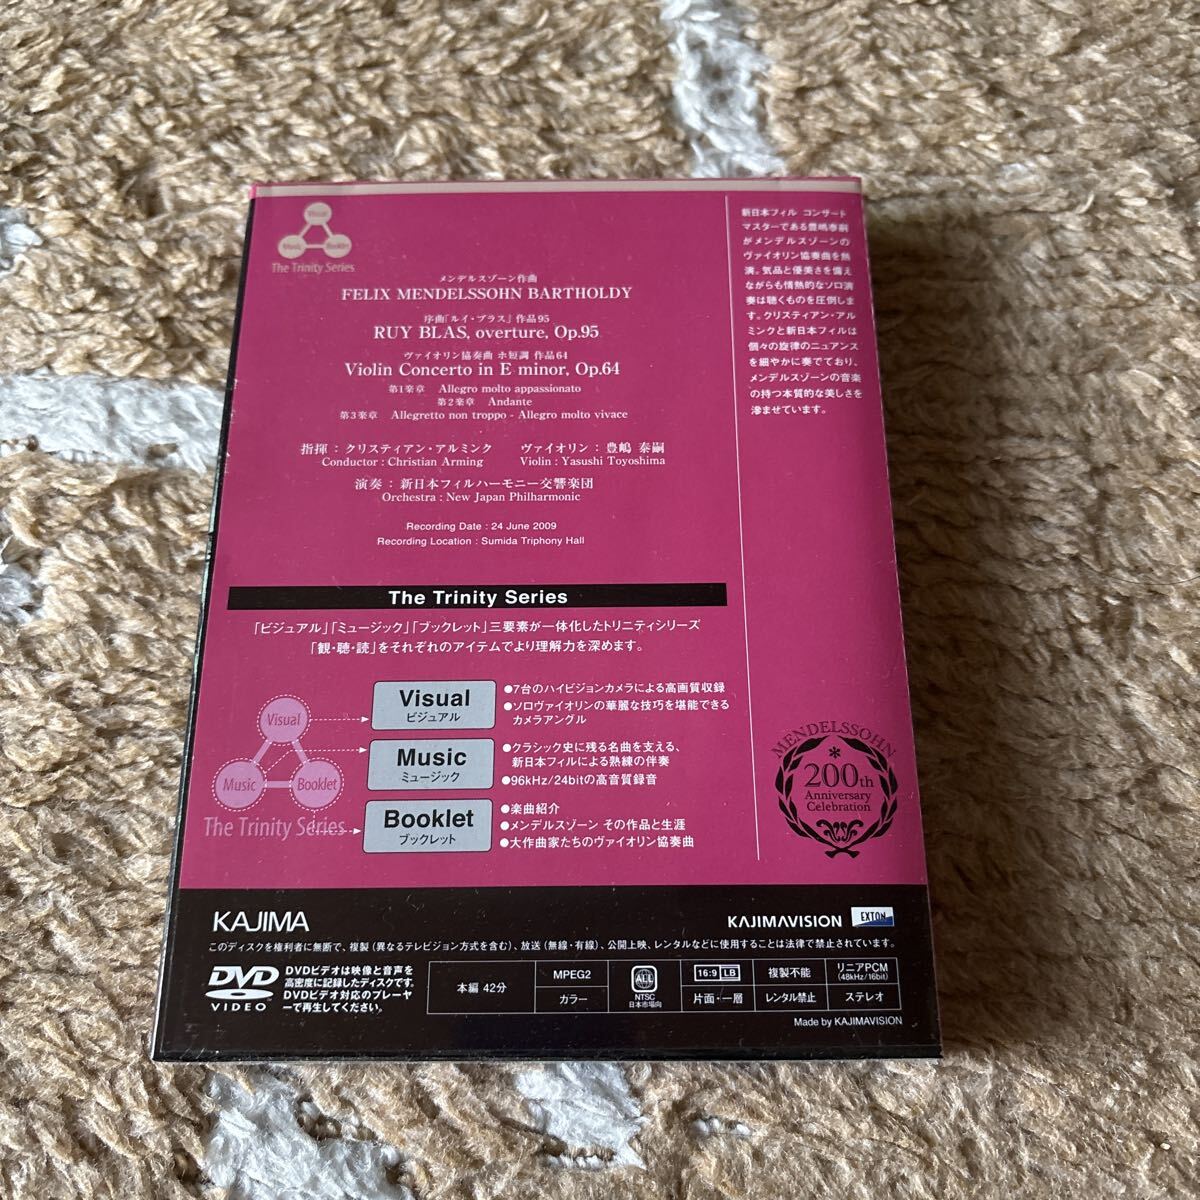 Visual
Music
Booklet
The Trinity Series
メンデルスゾーン作曲
FELIX MENDELSSOHN BARTHOLDY
序曲「ルイ・ブラス」作品95
RUY BLAS, overture, Op.95
ヴァイオリン協奏曲 ホ短調 作品64
Violin Concerto in E minor, Op.64
第1楽章 Allegro molto appassionato
第2楽章 Andante
第3楽章 Allegretto non troppo - Allegro molto vivace
指揮：クリスティアン・アルミンク ヴァイオリン：豊嶋 泰嗣
Conductor : Christian Arming Violin : Yasushi Toyoshima
演奏：新日本フィルハーモニー交響楽団
Orchestra : New Japan Philharmonic
Recording Date : 24 June 2009
Recording Location : Sumida Triphony Hall
新日本フィル コンサート
マスターである豊嶋泰嗣
がメンデルスゾーンの
ヴァイオリン協奏曲を熱
演。気品と優美さを備え
ながらも情熱的なソロ演
奏は聴くものを圧倒しま
す。クリスティアン・アル
ミンクと新日本フィルは
個々の旋律のニュアンス
を細やかに奏でており、
メンデルスゾーンの音楽
の持つ本質的な美しさを
滲ませています。
The Trinity Series
「ビジュアル」「ミュージック」「ブックレット」三要素が一体化したトリニティシリーズ
「観・聴・読」をそれぞれのアイテムでより理解力を深めます。
Visual
Music
Booklet
The Trinity Series
Visual
ビジュアル
●7台のハイビジョンカメラによる高画質収録
●ソロヴァイオリンの華麗な技巧を堪能できる
カメラアングル
Music
ミュージック
●クラシック史に残る名曲を支える、
新日本フィルによる熟練の伴奏
●96kHz/24bitの高音質録音
Booklet
ブックレット
●楽曲紹介
●メンデルスゾーン その作品と生涯
●大作曲家たちのヴァイオリン協奏曲
MENDELSSOHN
*
200th
Anniversary
Celebration
KAJIMA
KAJIMAVISION EXTON
このディスクを権利者に無断で、複製（異なるテレビジョン方式を含む）、放送（無線・有線）、公開上映、レンタルなどに使用することは法律で禁止されています。
DVD
VIDEO
DVDビデオは映像と音声を
高密度に記録したディスクです。
DVDビデオ対応のプレーヤ
ーで再生してください。
本編 42分
MPEG2
カラー
ALL
NTSC
日本市場向
16:9 LB
片面・一層
複製不能
レンタル禁止
リニアPCM
(48kHz/16bit)
ステレオ
Made by KAJIMAVISION